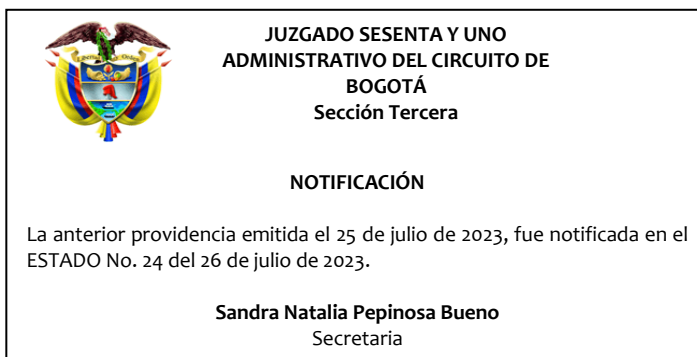 JUZGADO SESENTA Y UNO
ADMINISTRATIVO DEL CIRCUITO DE
BOGOTÁ
Sección Tercera
NOTIFICACIÓN
La anterior providencia emitida el 25 de julio de 2023, fue notificada en el
ESTADO No. 24 del 26 de julio de 2023.
Sandra Natalia Pepinosa Bueno
Secretaria